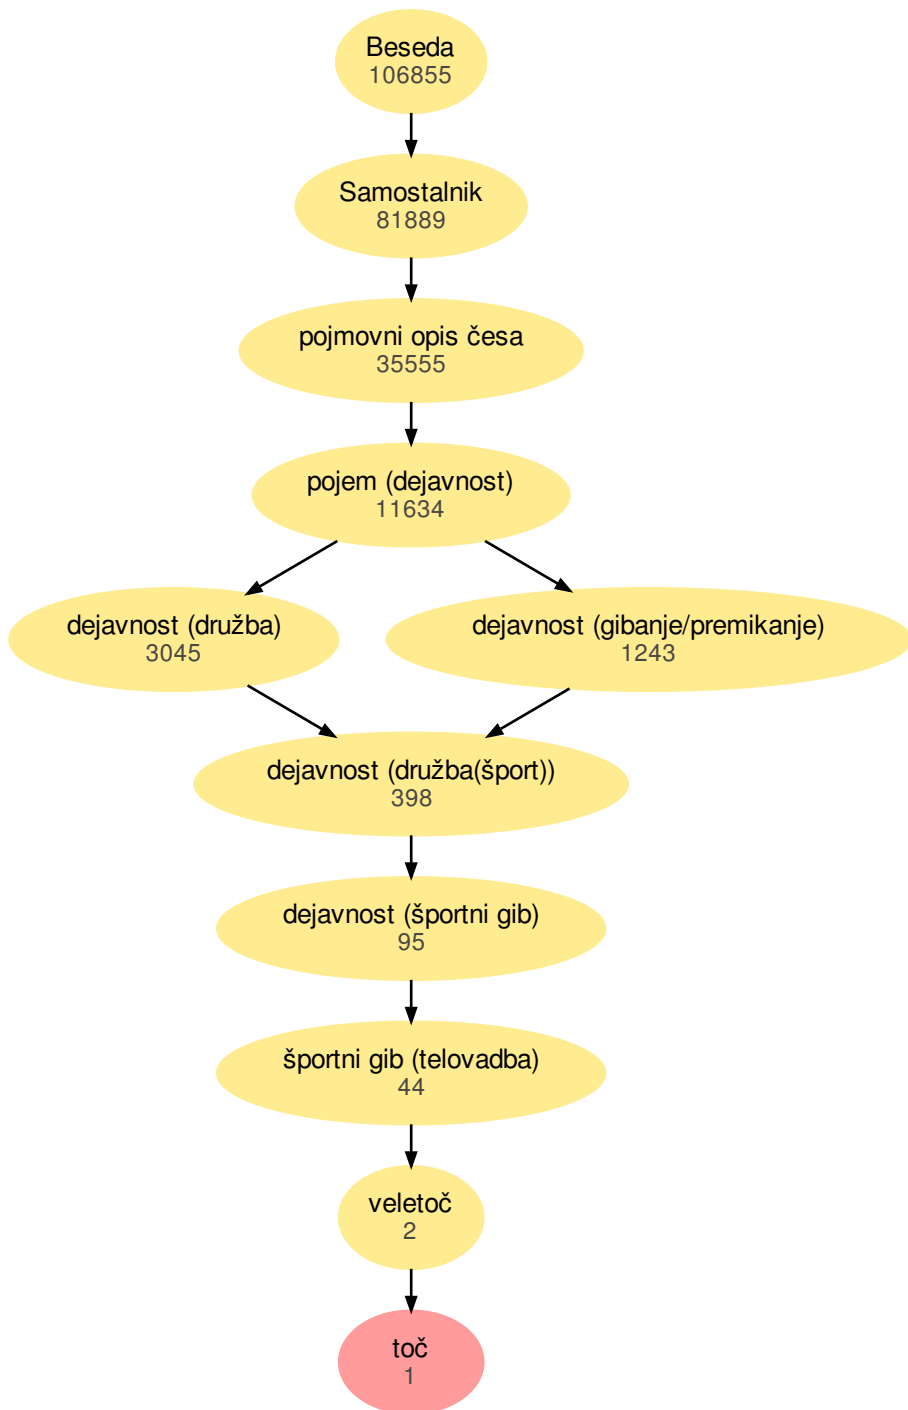 Beseda
106855
Samostalnik
81889
pojmovni opis česa
35555
pojem (dejavnost)
11634
dejavnost (družba)
3045
dejavnost (gibanje/premikanje)
1243
dejavnost (družba(šport))
398
dejavnost (športni gib)
95
športni gib (telovadba)
44
veletoč
2
toč
1